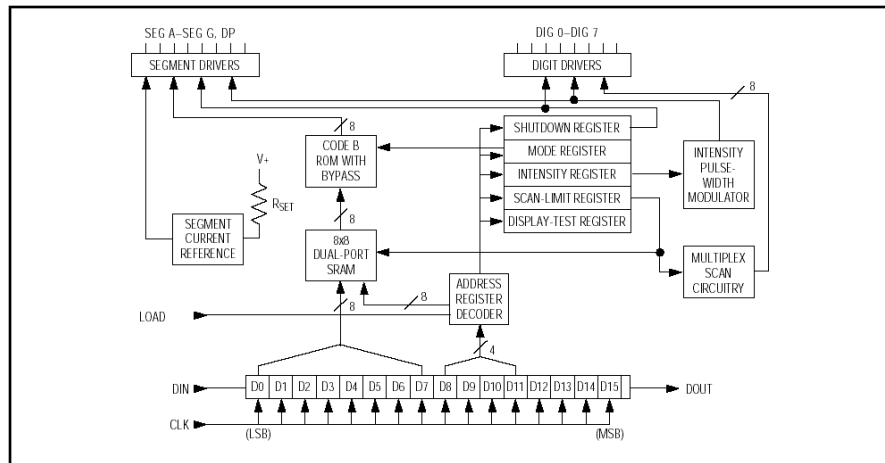 SEG A–SEG G, DP
DIG 0–DIG 7
SEGMENT DRIVERS
DIGIT DRIVERS
8
8
SHUTDOWN REGISTER
MODE REGISTER
INTENSITY REGISTER
SCAN-LIMIT REGISTER
DISPLAY-TEST REGISTER
CODE B
ROM WITH
BYPASS
INTENSITY
PULSE-
WIDTH
MODULATOR
V+
RSET
SEGMENT
CURRENT
REFERENCE
8
8x8
DUAL-PORT
SRAM
MULTIPLEX
SCAN
CIRCUITRY
ADDRESS
REGISTER
DECODER
8
8
LOAD
4
DIN
D0 D1 D2 D3 D4 D5 D6 D7 D8 D9 D10 D11 D12 D13 D14 D15
DOUT
CLK
(LSB)
(MSB)